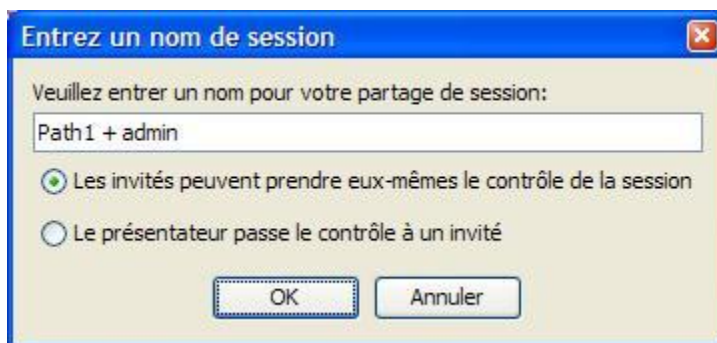 Entrez un nom de session
Veuillez entrer un nom pour votre partage de session:
Path1 + admin
Les invités peuvent prendre eux-mêmes le contrôle de la session
Le présentateur passe le contrôle à un invité
OK Annuler